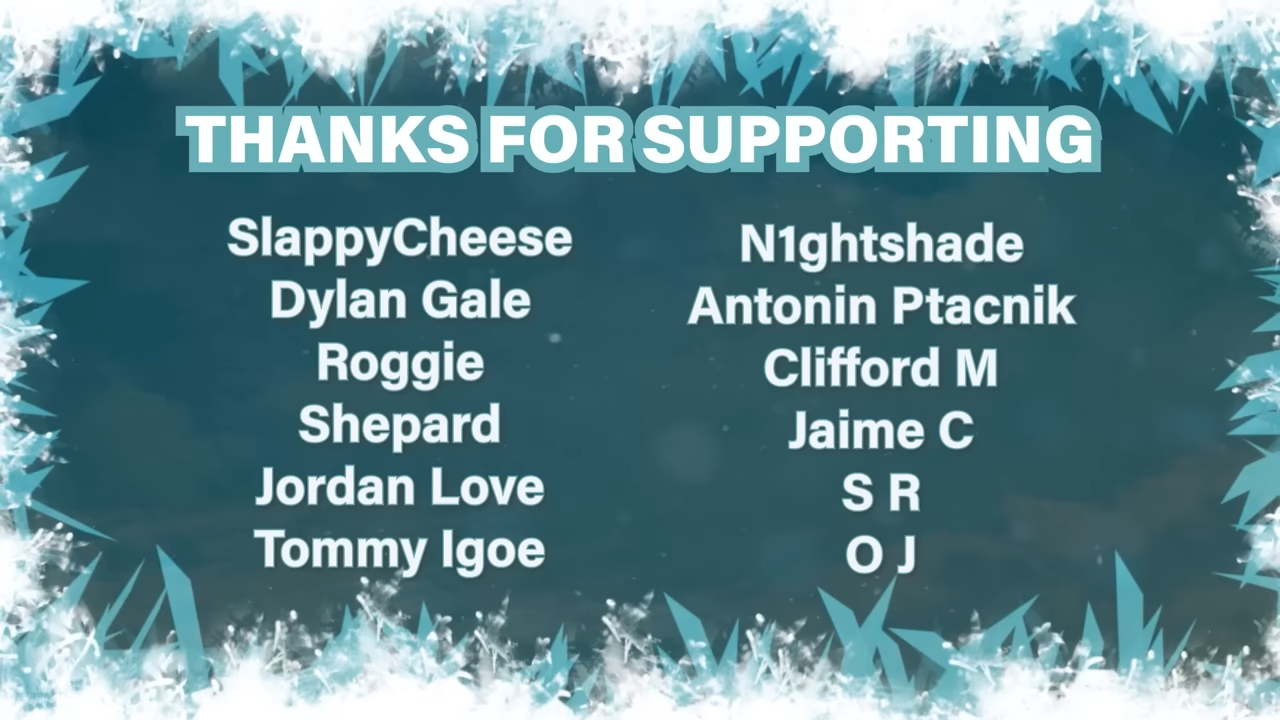 THANKS FOR SUPPORTING
SlappyCheese
Dylan Gale
Roggie
Shepard
Jordan Love
Tommy Igoe
N1ghtshade
Antonin Ptacnik
Clifford M
Jaime C
S R
O J